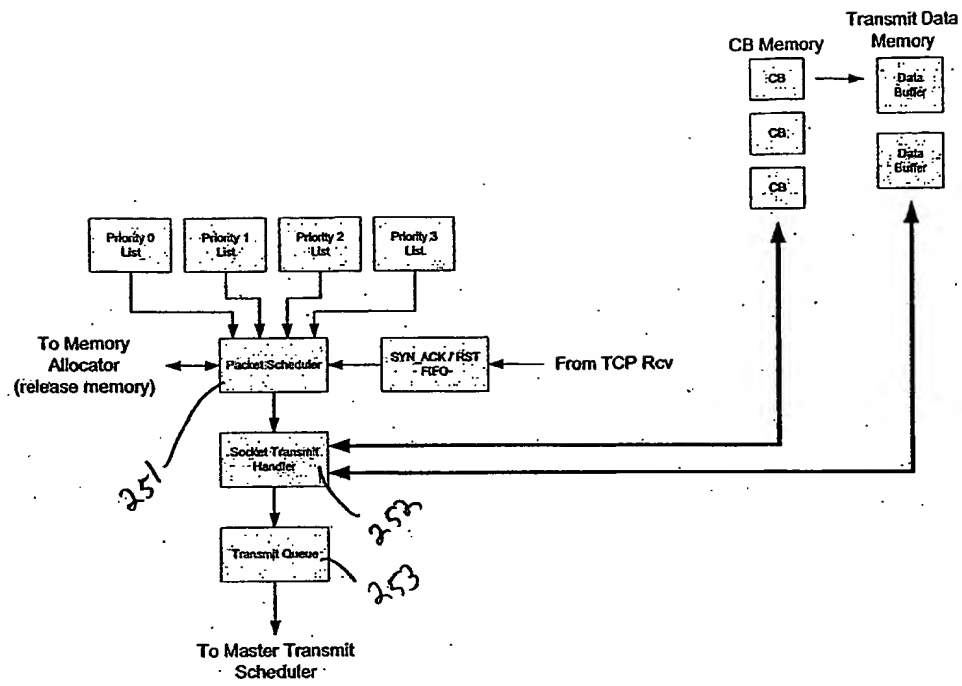 Transmit Data
Memory
CB Memory
CB
CB
CB
Data
Buffer
Data
Buffer
Priority 0
List
Priority 1
List
Priority 2
List
Priority 3
List
To Memory
Allocator
(release memory)
Packet Scheduler
SYN_ACK / RST
FIFO
From TCP Rcv
Socket Transmit
Handler
251
252
Transmit Queue
253
To Master Transmit
Scheduler